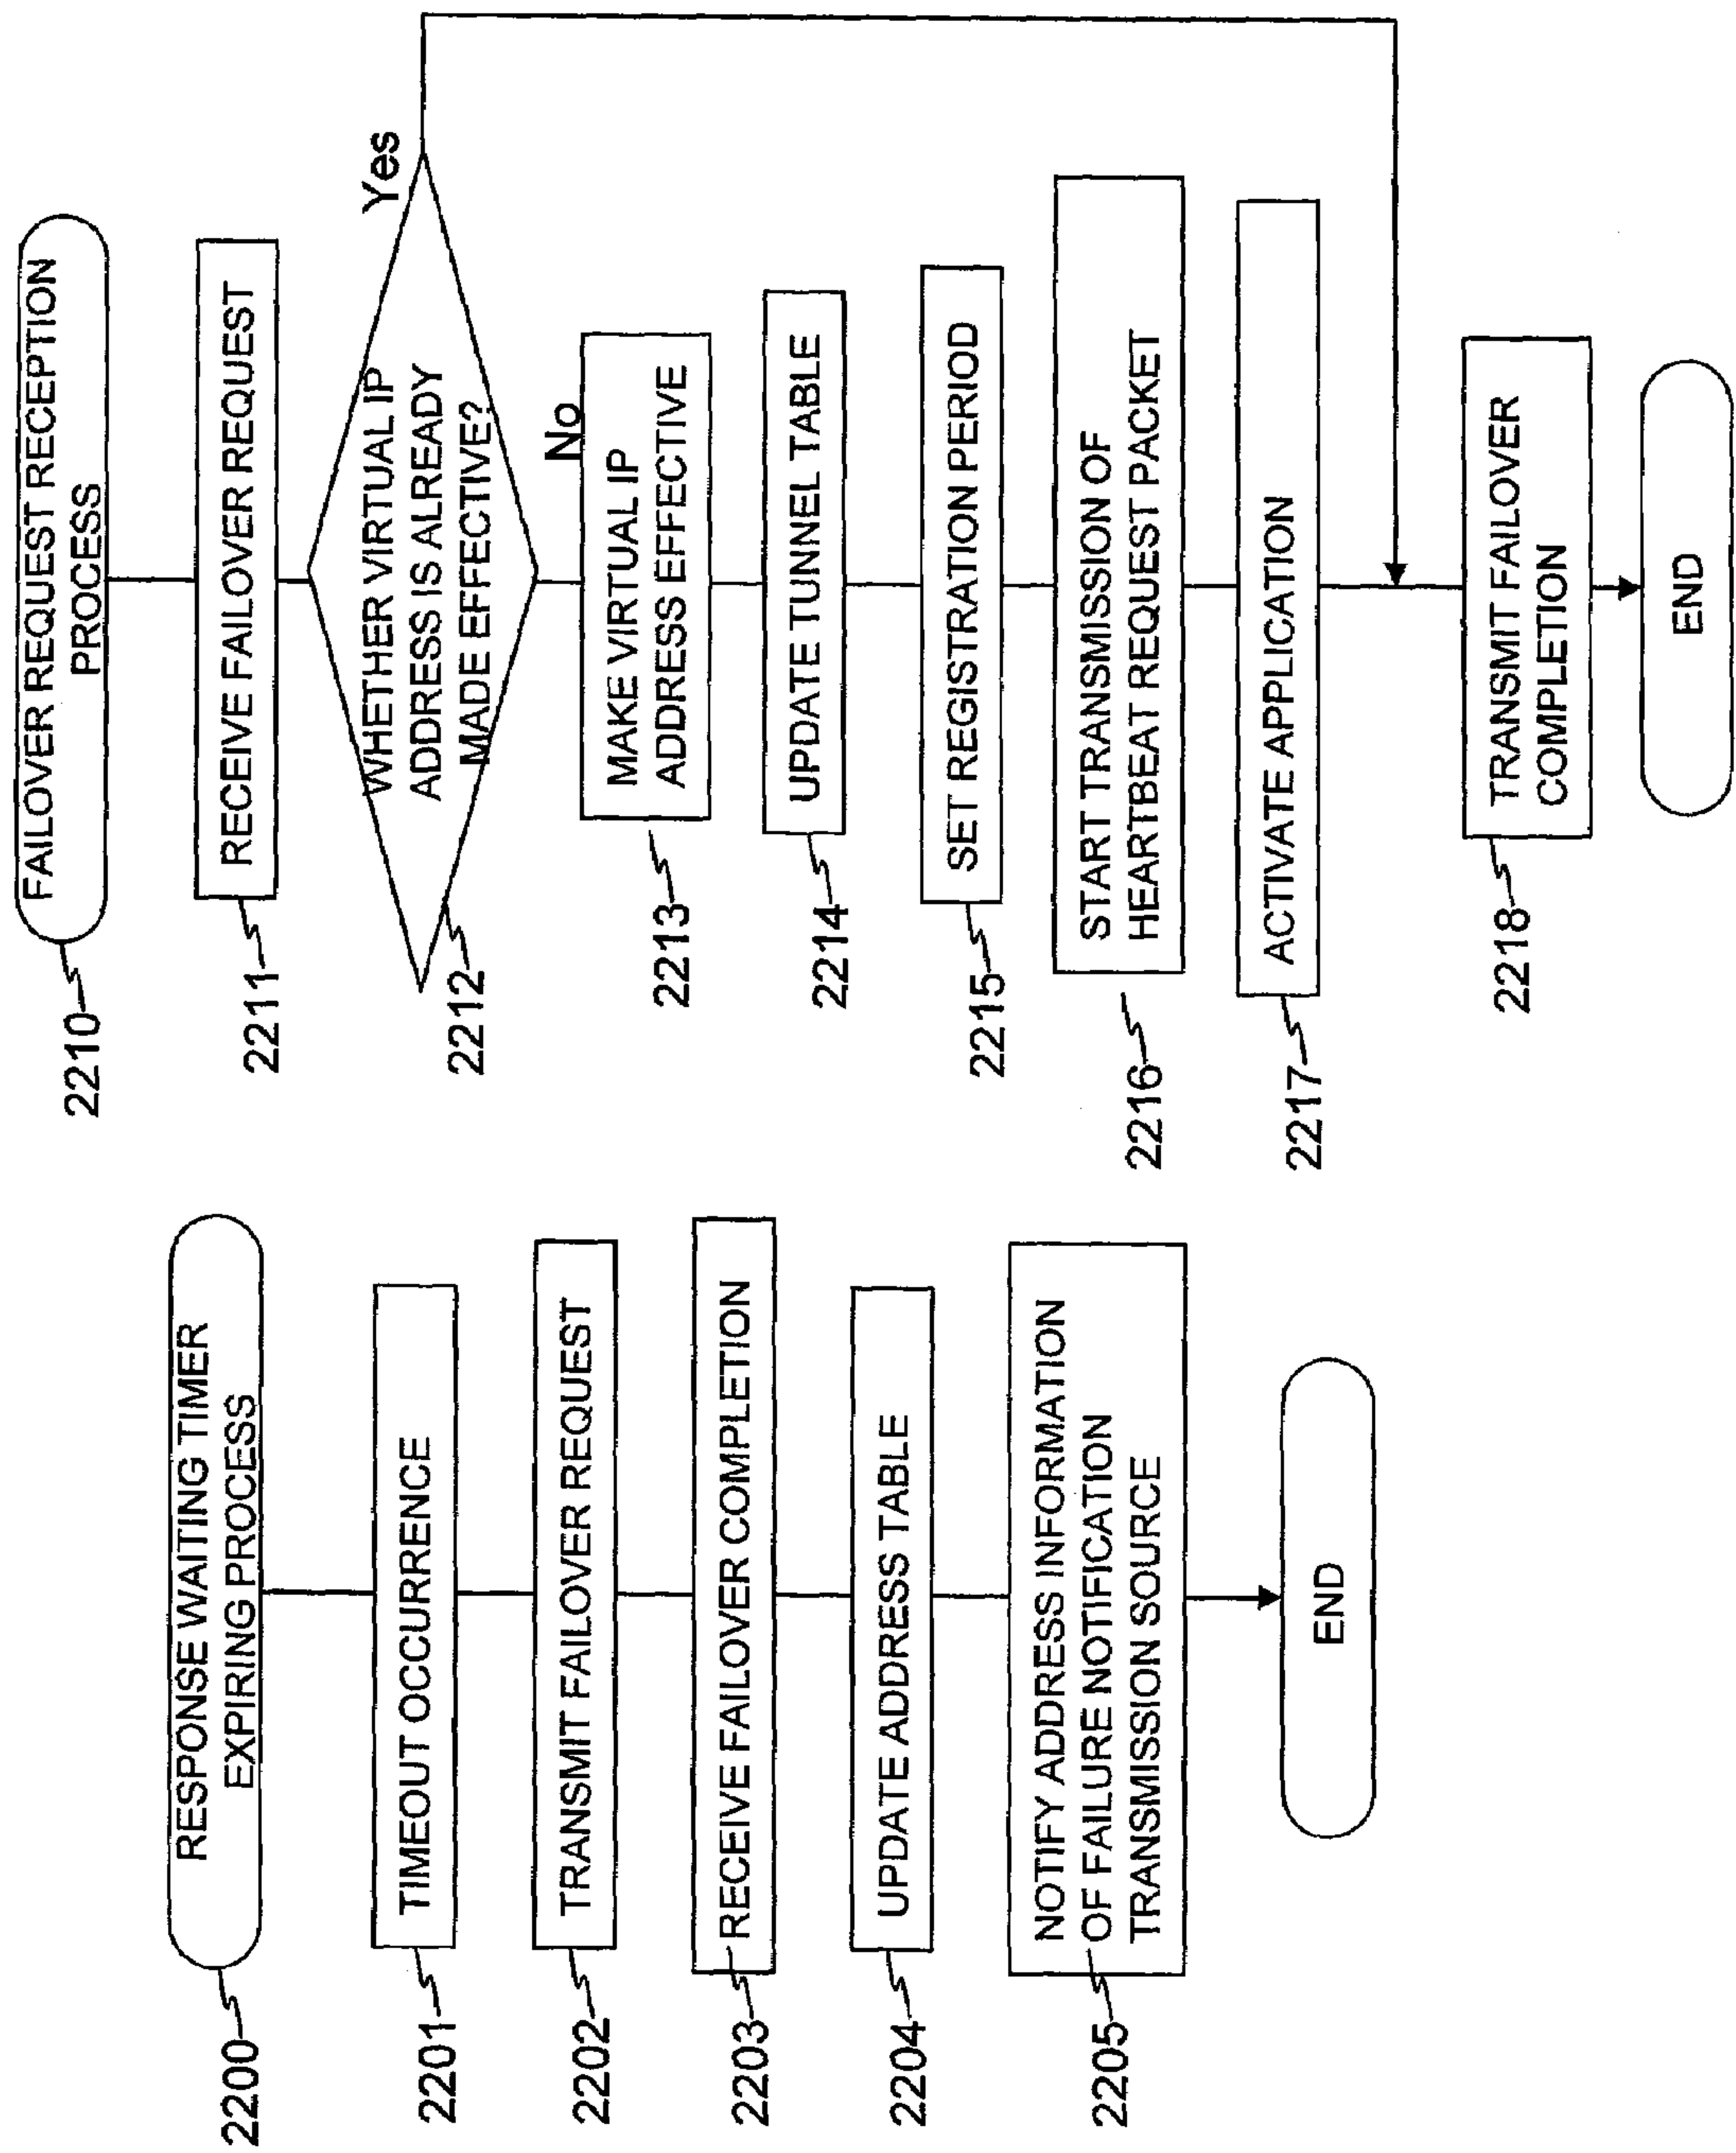 2200
RESPONSE WAITING TIMER
EXPIRING PROCESS
2201
TIMEOUT OCCURRENCE
2202
TRANSMIT FAILOVER REQUEST
2203
RECEIVE FAILOVER COMPLETION
2204
UPDATE ADDRESS TABLE
2205
NOTIFY ADDRESS INFORMATION
OF FAILURE NOTIFICATION
TRANSMISSION SOURCE
END
2210
FAILOVER REQUEST RECEPTION
PROCESS
2211
RECEIVE FAILOVER REQUEST
2212
WHETHER VIRTUAL IP
ADDRESS IS ALREADY
MADE EFFECTIVE?
Yes
No
2213
MAKE VIRTUAL IP
ADDRESS EFFECTIVE
2214
UPDATE TUNNEL TABLE
2215
SET REGISTRATION PERIOD
2216
START TRANSMISSION OF
HEARTBEAT REQUEST PACKET
2217
ACTIVATE APPLICATION
2218
TRANSMIT FAILOVER
COMPLETION
END